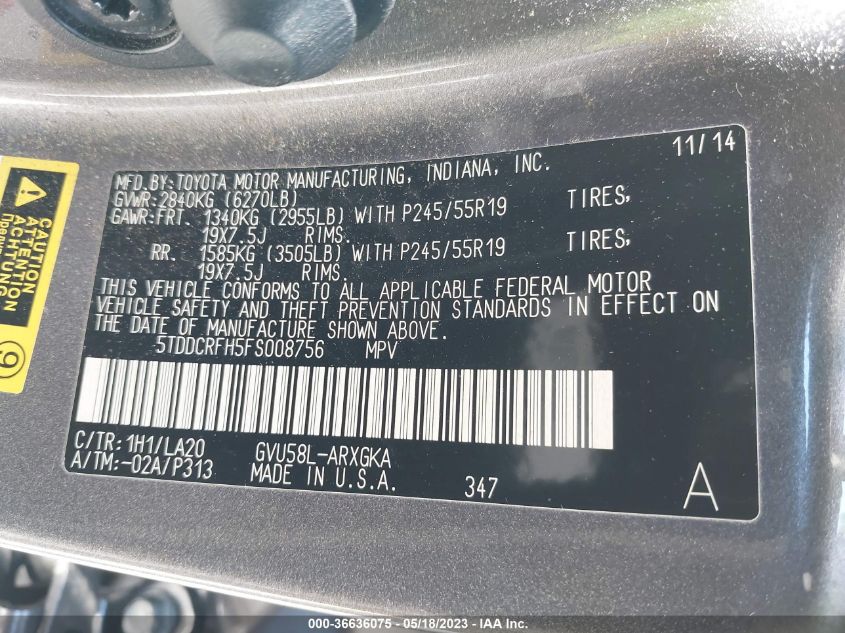 11/14
MFD.BY:TOYOTA MOTOR MANUFACTURING, INDIANA, INC.
GVWR:2840KG (6270LB)
GAWR:FRT. 1340KG (2955LB) WITH P245/55R19 TIRES,
19X7.5J RIMS.
RR. 1585KG (3505LB) WITH P245/55R19 TIRES,
19X7.5J RIMS.
THIS VEHICLE CONFORMS TO ALL APPLICABLE FEDERAL MOTOR
VEHICLE SAFETY AND THEFT PREVENTION STANDARDS IN EFFECT ON
THE DATE OF MANUFACTURE SHOWN ABOVE.
5TDDCRFH5FS008756 MPV
C/TR:1H1/LA20 GVU58L-ARXGKA
A/TM:-02A/P313 MADE IN U.S.A. 347 A
CAUTION
ATTENTION
ACHTUNG
9
000-36636075 - 05/18/2023 - © IAA Inc.